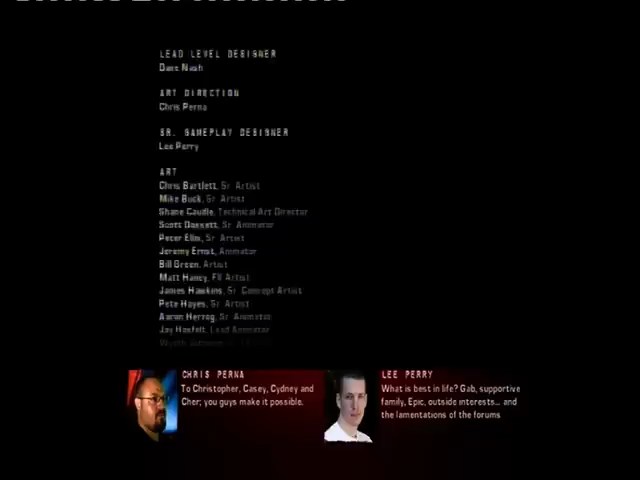 LEAD LEVEL DESIGNER
Dave Nash
ART DIRECTION
Chris Perna
SR. GAMEPLAY DESIGNER
Lee Perry
ART
Chris Bartlett, Sr Artist
Mike Buck, Sr Artist
Shane Caudle, Technical Art Director
Scott Dossett, Sr Animator
Peter Ellis, Sr Artist
Jeremy Ernst, Animator
Bill Green, Artist
Matt Hancy, FX Artist
James Hawkins, Sr Concept Artist
Pete Hayes, Sr Artist
Aaron Herzog, Sr Animator
Jay Hosfelt, Lead Animator
CHRIS PERNA
To Christopher, Casey, Cydney and
Cher; you guys make it possible.
LEE PERRY
What is best in life? Gab, supportive
family, Epic, outside interests... and
the lamentations of the forums